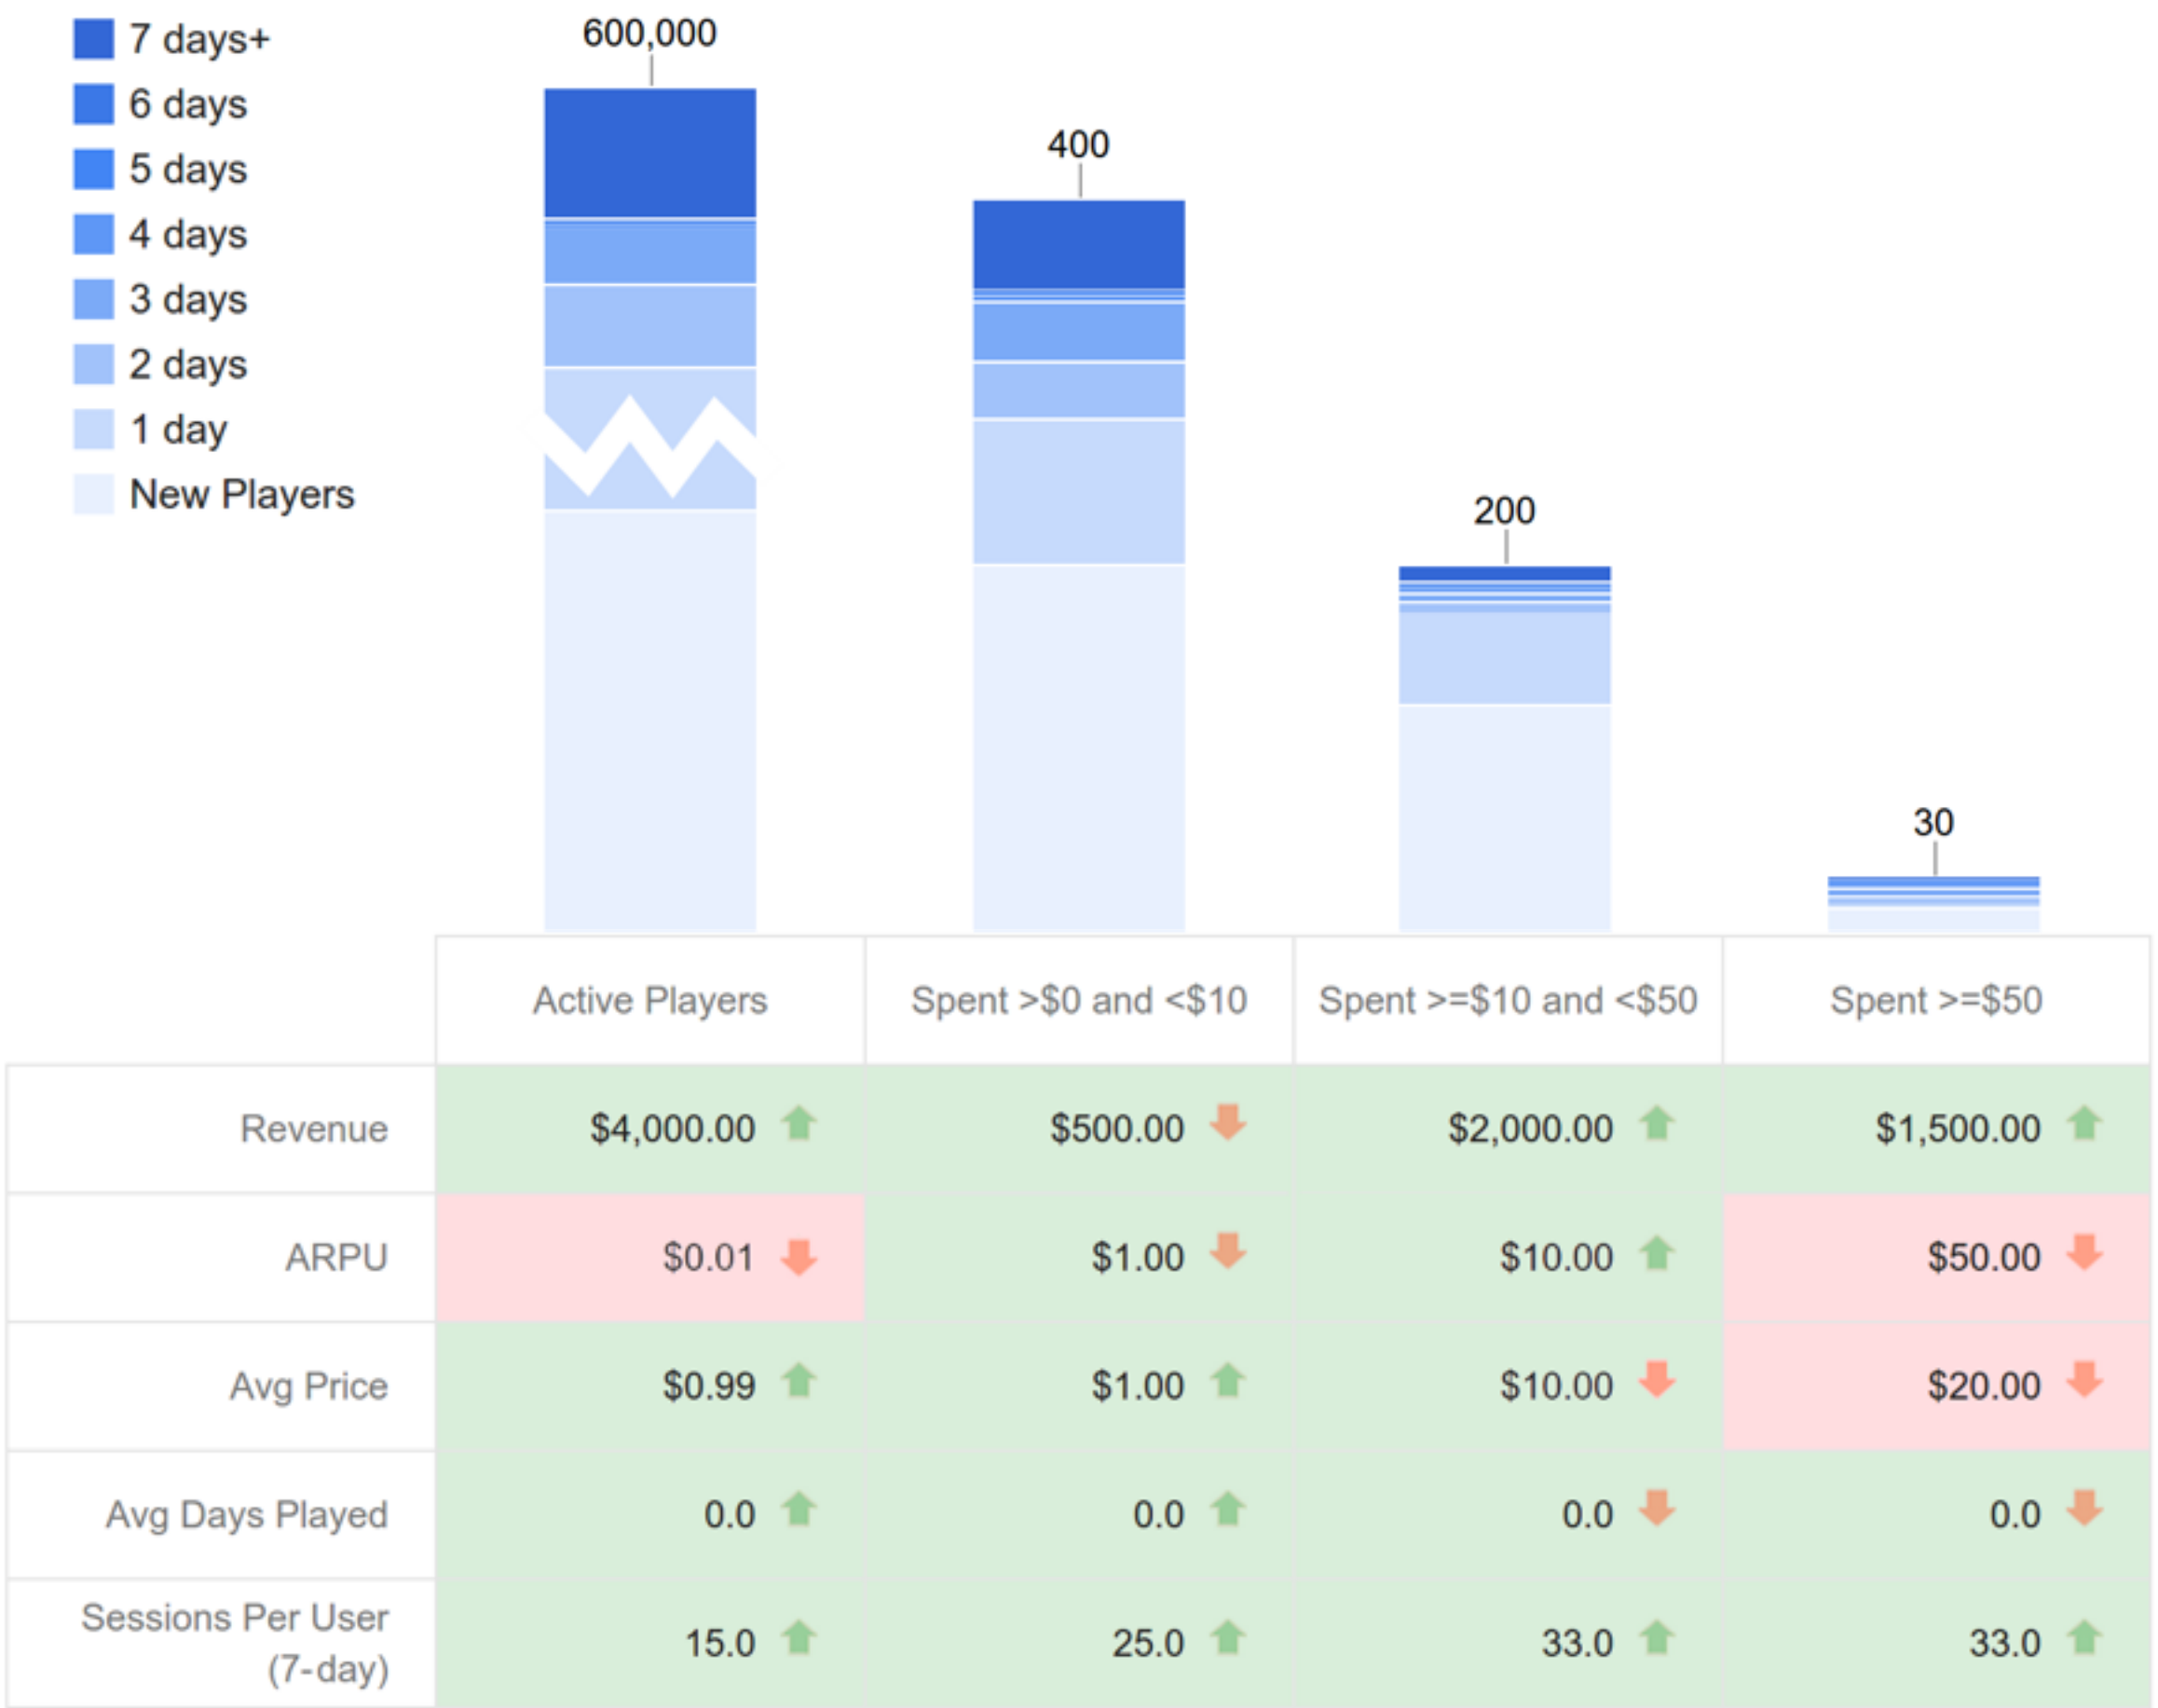 7 days+
6 days
5 days
4 days
3 days
2 days
1 day
New Players
600,000
400
200
30
Active Players
Spent >$0 and <$10
Spent >=$10 and <$50
Spent >=$50
Revenue
$4,000.00
$500.00
$2,000.00
$1,500.00
ARPU
$0.01
$1.00
$10.00
$50.00
Avg Price
$0.99
$1.00
$10.00
$20.00
Avg Days Played
0.0
0.0
0.0
0.0
Sessions Per User
(7-day)
15.0
25.0
33.0
33.0